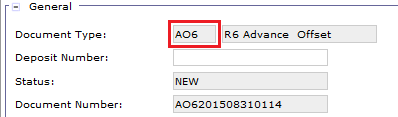 General
Document Type: AO6 R6 Advance Offset
Deposit Number:
Status: NEW
Document Number: AO6201508310114